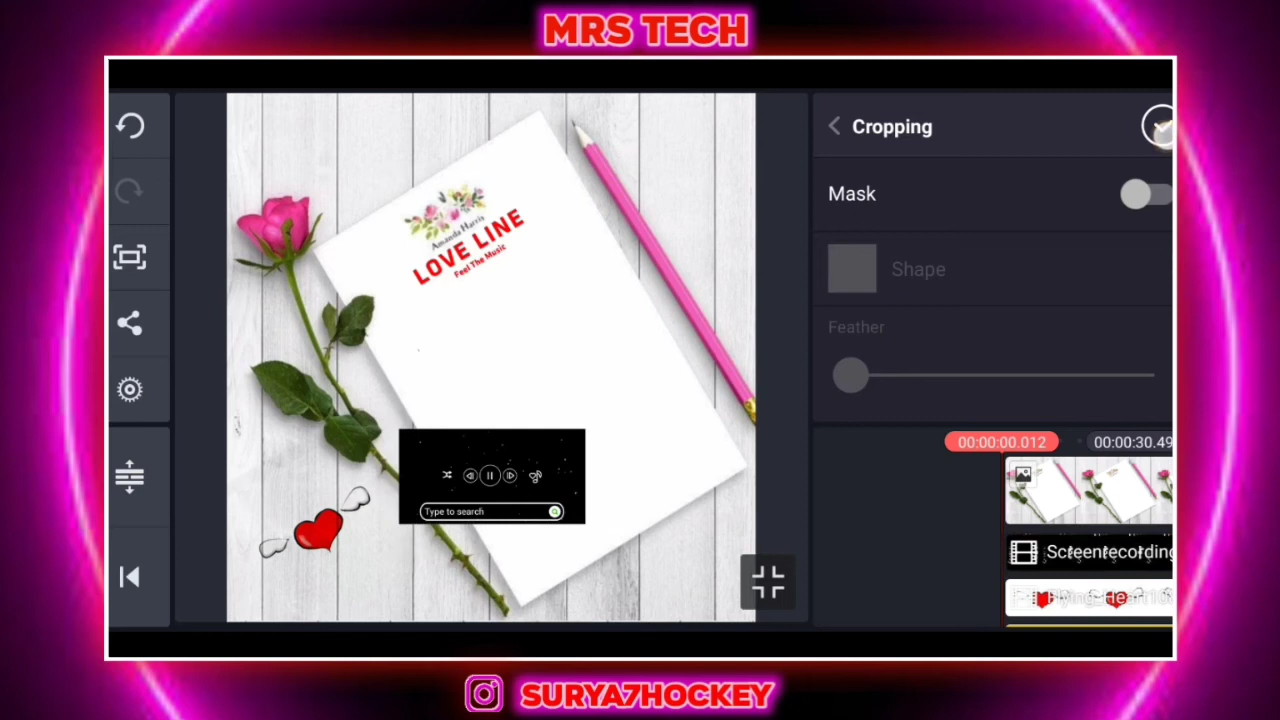 MRS TECH
Cropping
Mask
Shape
Feather
Amanda Harris
LOVE LINE
Feel The Music
Type to search
00:00:00.012
00:00:30.49
Screenrecording
SURYA7HOCKEY